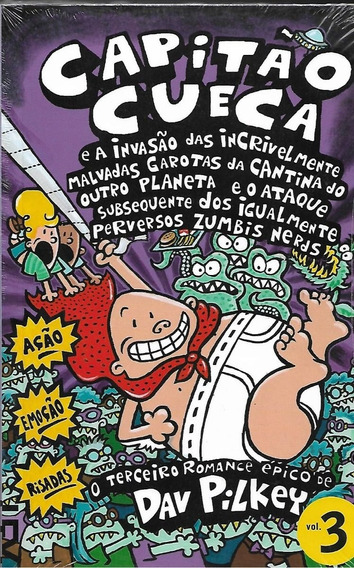 CAPITÃO
CUECA
E A INVASÃO DAS INCRIVELMENTE
MALVADAS GAROTAS DA CANTINA DO
OUTRO PLANETA E O ATAQUE
SUBSEQUENTE DOS IGUALMENTE
PERVERSOS ZUMBIS NERDS
AÇÃO
EMOÇÃO
RISADAS
O TERCEIRO ROMANCE ÉPICO DE
DAV PILKEY
vol. 3